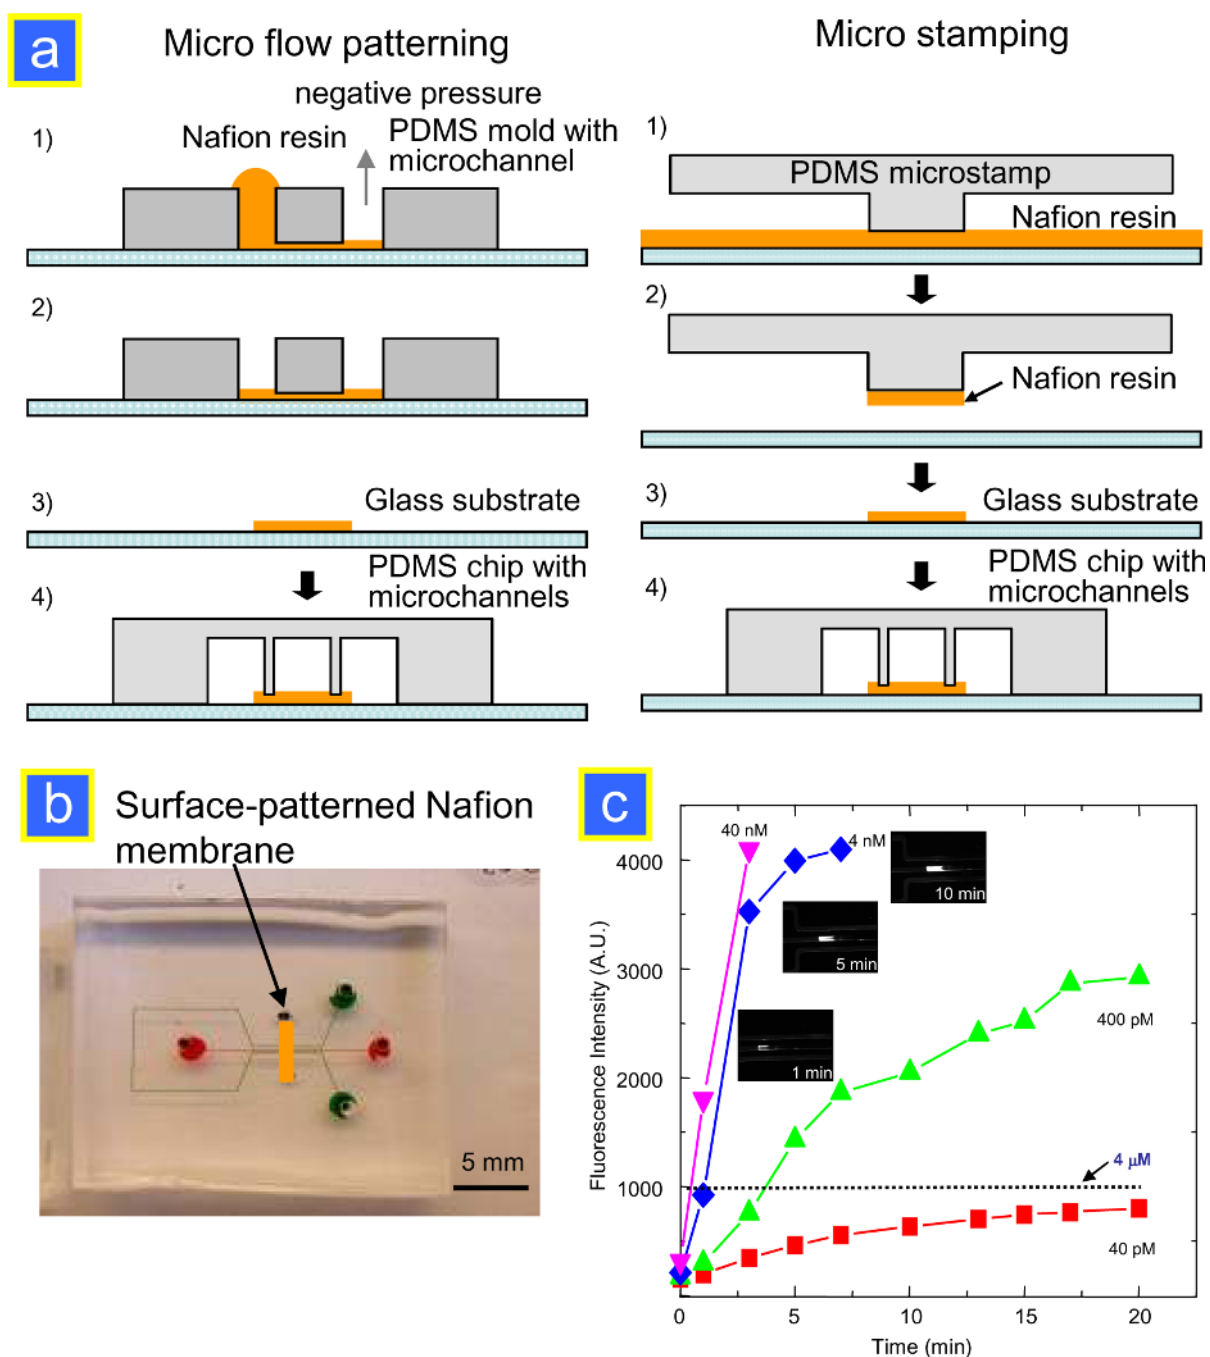 a
Micro flow patterning
negative pressure
1)
Nafion resin
PDMS mold with
microchannel
2)
3)
Glass substrate
4)
PDMS chip with
microchannels
Micro stamping
1)
PDMS microstamp
Nafion resin
2)
Nafion resin
3)
Glass substrate
4)
PDMS chip with
microchannels
b
Surface-patterned Nafion
membrane
5 mm
c
Fluorescence Intensity (A.U.)
4000
3000
2000
1000
0
40 nM
4 nM
10 min
5 min
1 min
400 pM
4 µM
40 pM
0
5
10
15
20
Time (min)